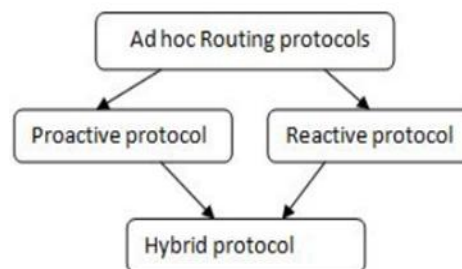 Ad hoc Routing protocols
Proactive protocol
Reactive protocol
Hybrid protocol